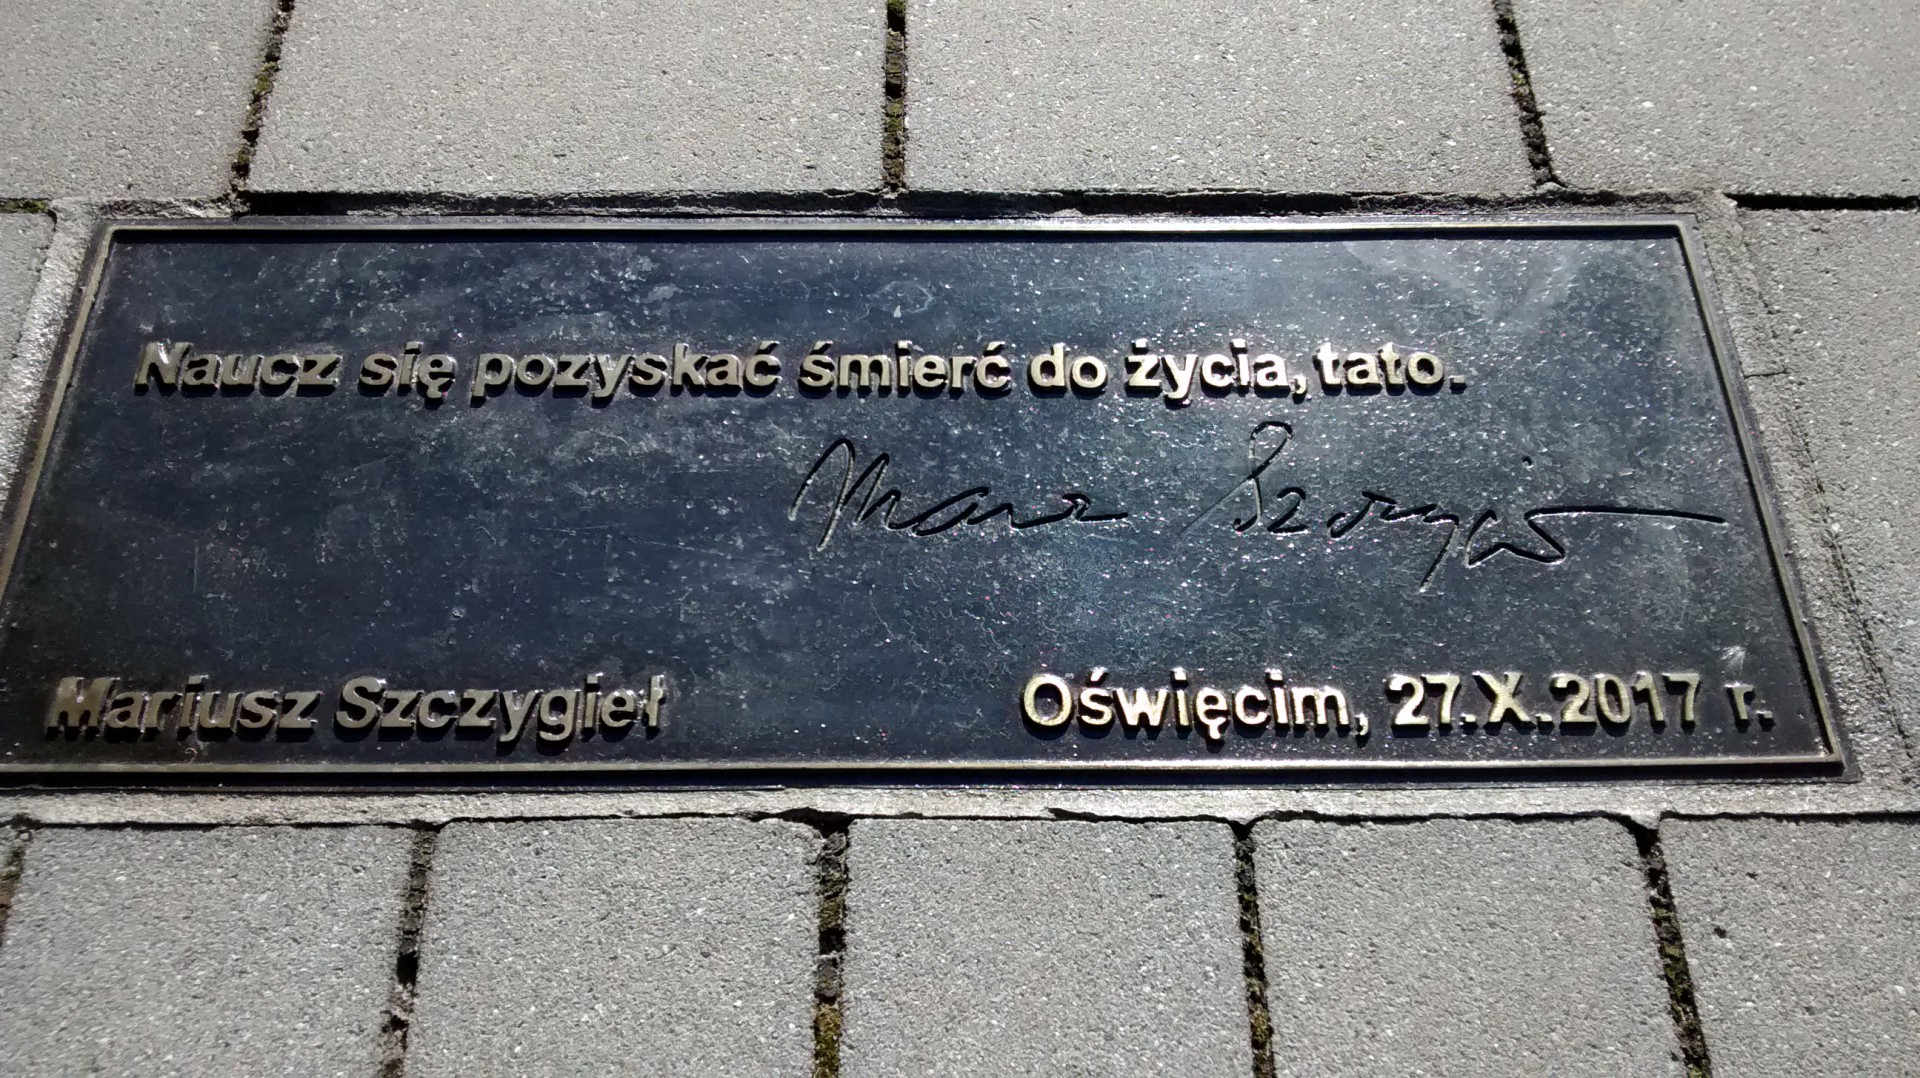 Naucz się pozyskać śmierć do życia, tato.
Mariusz Szczygieł
Oświęcim, 27.X.2017 r.